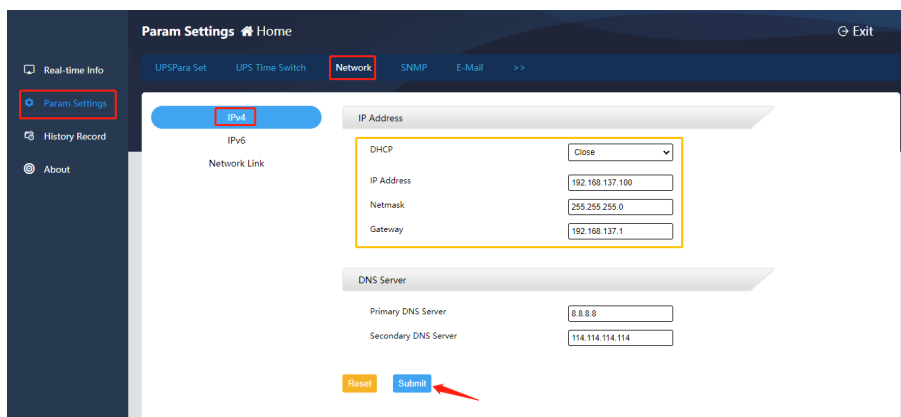 Param Settings Home
Exit
Real-time Info
Param Settings
History Record
About
UPSPara Set UPS Time Switch Network SNMP E-Mail >>
IPv4
IPv6
Network Link
IP Address
DHCP Close
IP Address 192.168.137.100
Netmask 255.255.255.0
Gateway 192.168.137.1
DNS Server
Primary DNS Server 8.8.8.8
Secondary DNS Server 114.114.114.114
Reset Submit